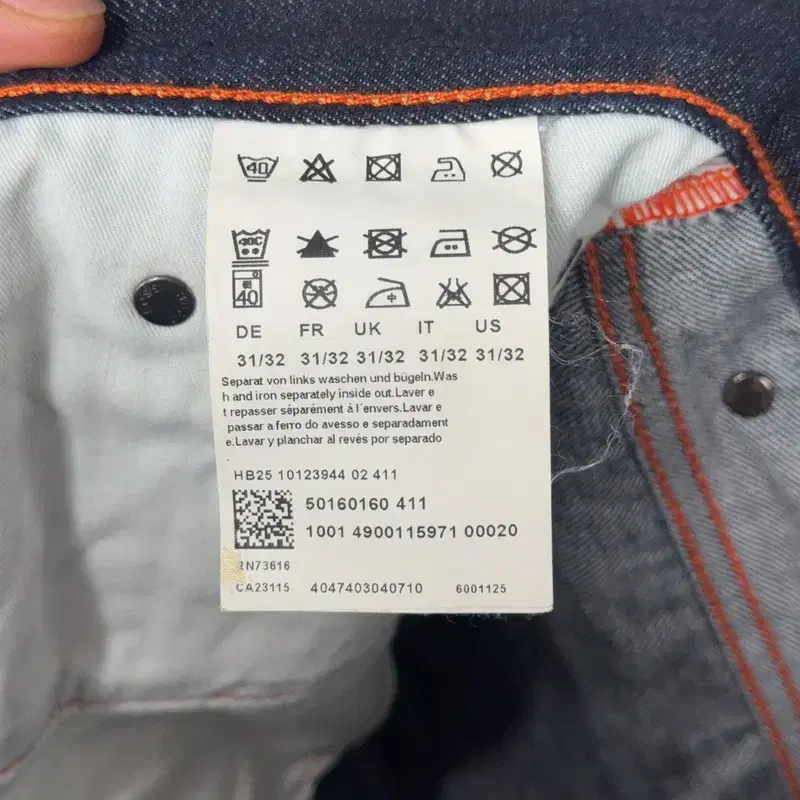 40
40C
40
DE FR UK IT US
31/32 31/32 31/32 31/32 31/32
Separat von links waschen und bügeln.Was
h and iron separately inside out.Laver e
t repasser séparément à l´envers.Lavar e
passar a ferro do avesso e separadament
e.Lavar y planchar al revés por separado
.
HB25 10123944 02 411
50160160 411
1001 4900115971 00020
RN73616
CA23115 4047403040710 6001125